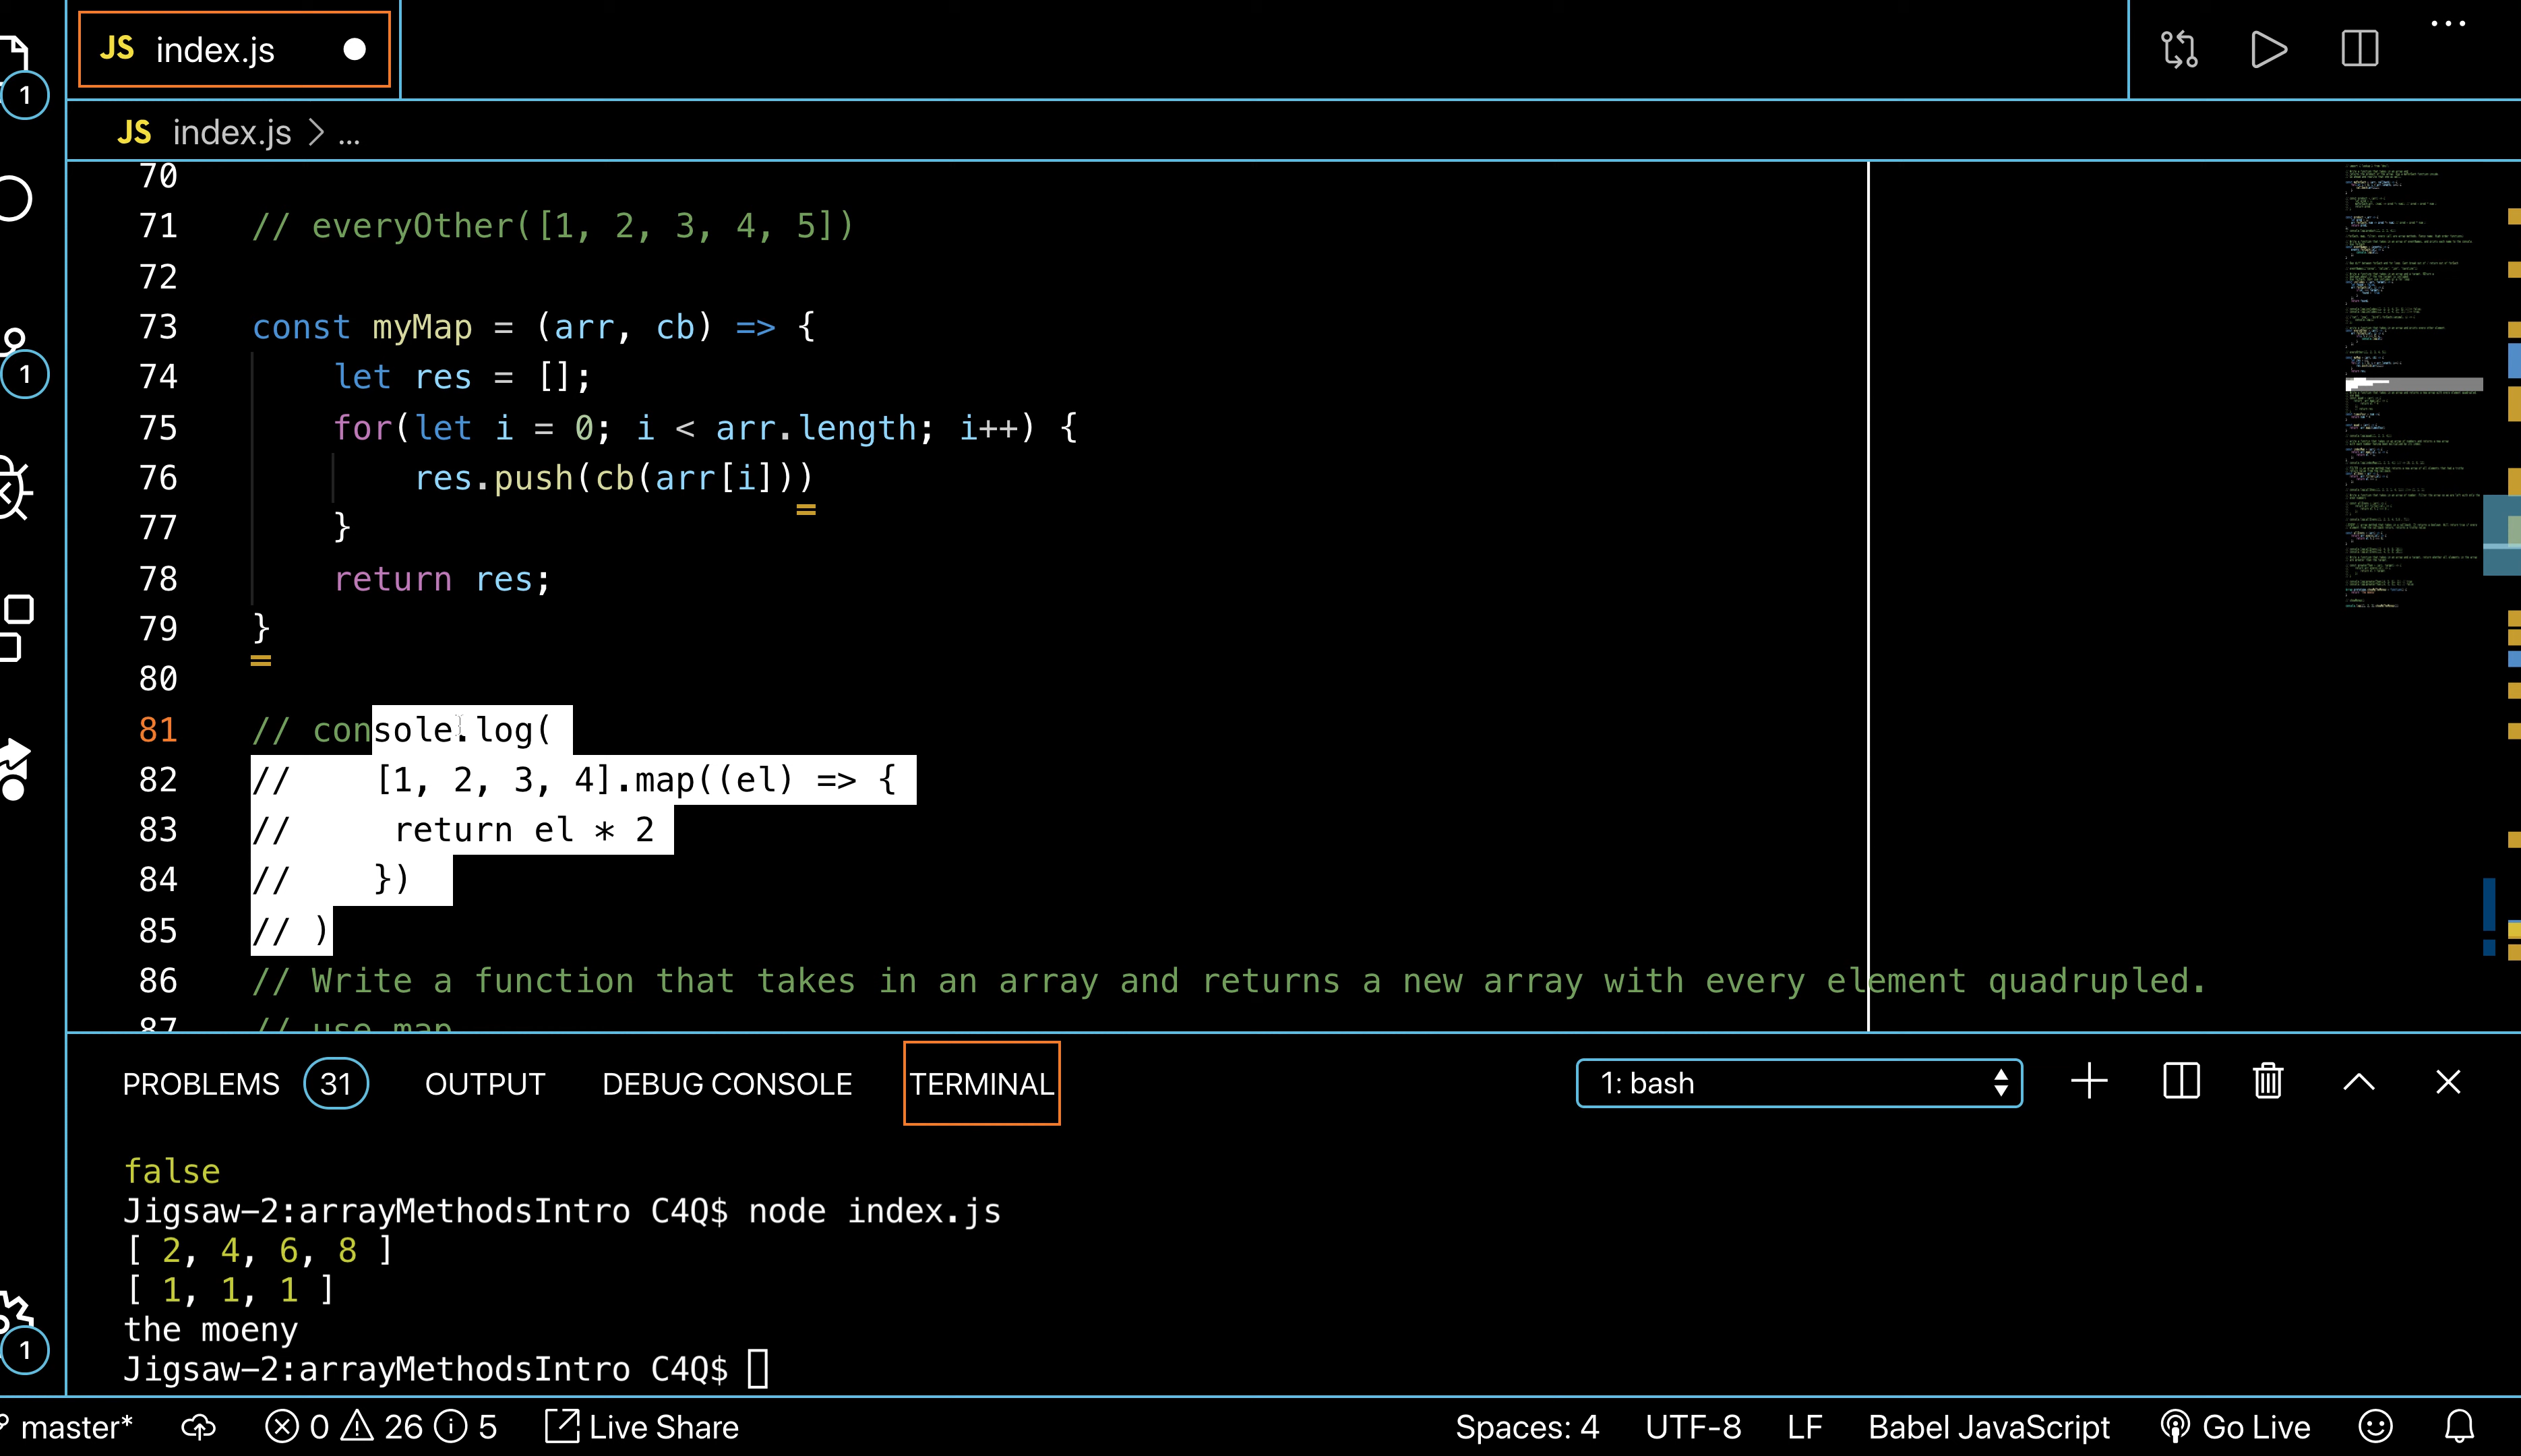 JS index.js
JS index.js > ...
70
71 // everyOther([1, 2, 3, 4, 5])
72
73 const myMap = (arr, cb) => {
74     let res = [];
75     for(let i = 0; i < arr.length; i++) {
76         res.push(cb(arr[i]))
77     }
78     return res;
79 }
80
81 // console.log(
82 //    [1, 2, 3, 4].map((el) => {
83 //     return el * 2
84 //    })
85 // )
86 // Write a function that takes in an array and returns a new array with every element quadrupled.
87 // use map
1
1
1
PROBLEMS 31 OUTPUT DEBUG CONSOLE TERMINAL 1: bash
false
Jigsaw-2:arrayMethodsIntro C4Q$ node index.js
[ 2, 4, 6, 8 ]
[ 1, 1, 1 ]
the moeny
Jigsaw-2:arrayMethodsIntro C4Q$
master* 0 26 5 Live Share Spaces: 4 UTF-8 LF Babel JavaScript Go Live